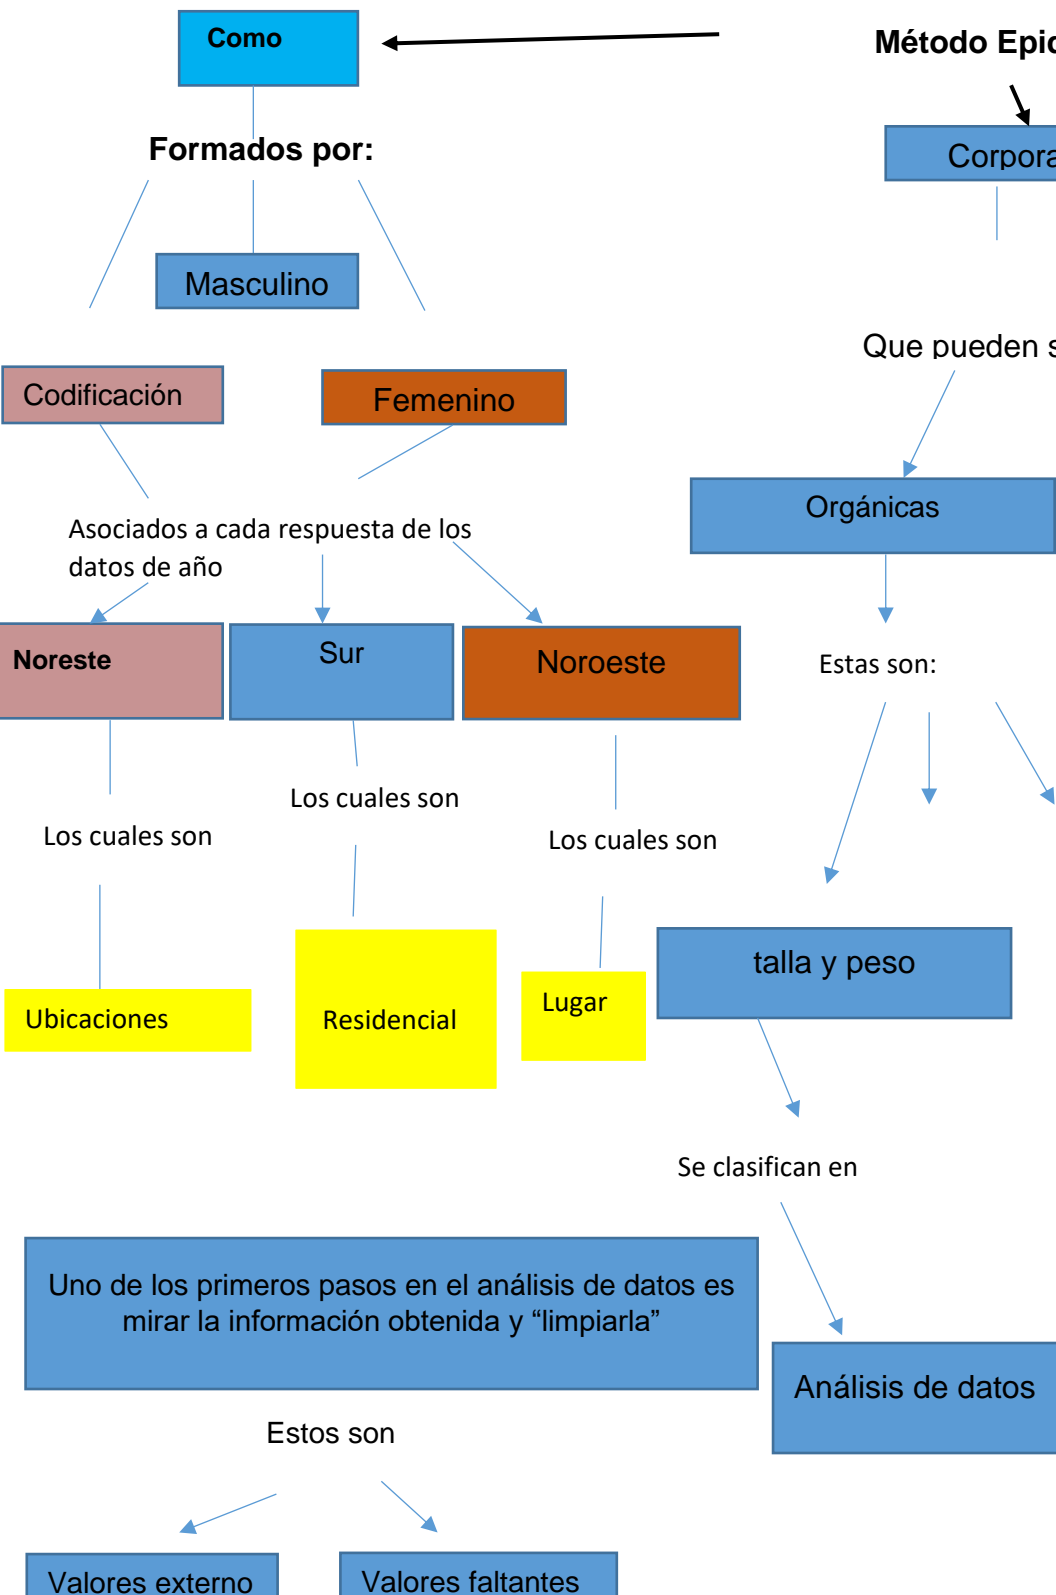 Como
Método Epid
Formados por:
Corpora
Masculino
Que pueden s
Codificación
Femenino
Orgánicas
Asociados a cada respuesta de los
datos de año
Noreste
Sur
Noroeste
Estas son:
Los cuales son
Los cuales son
Los cuales son
talla y peso
Ubicaciones
Residencial
Lugar
Se clasifican en
Uno de los primeros pasos en el análisis de datos es
mirar la información obtenida y “limpiarla”
Análisis de datos
Estos son
Valores externo
Valores faltantes